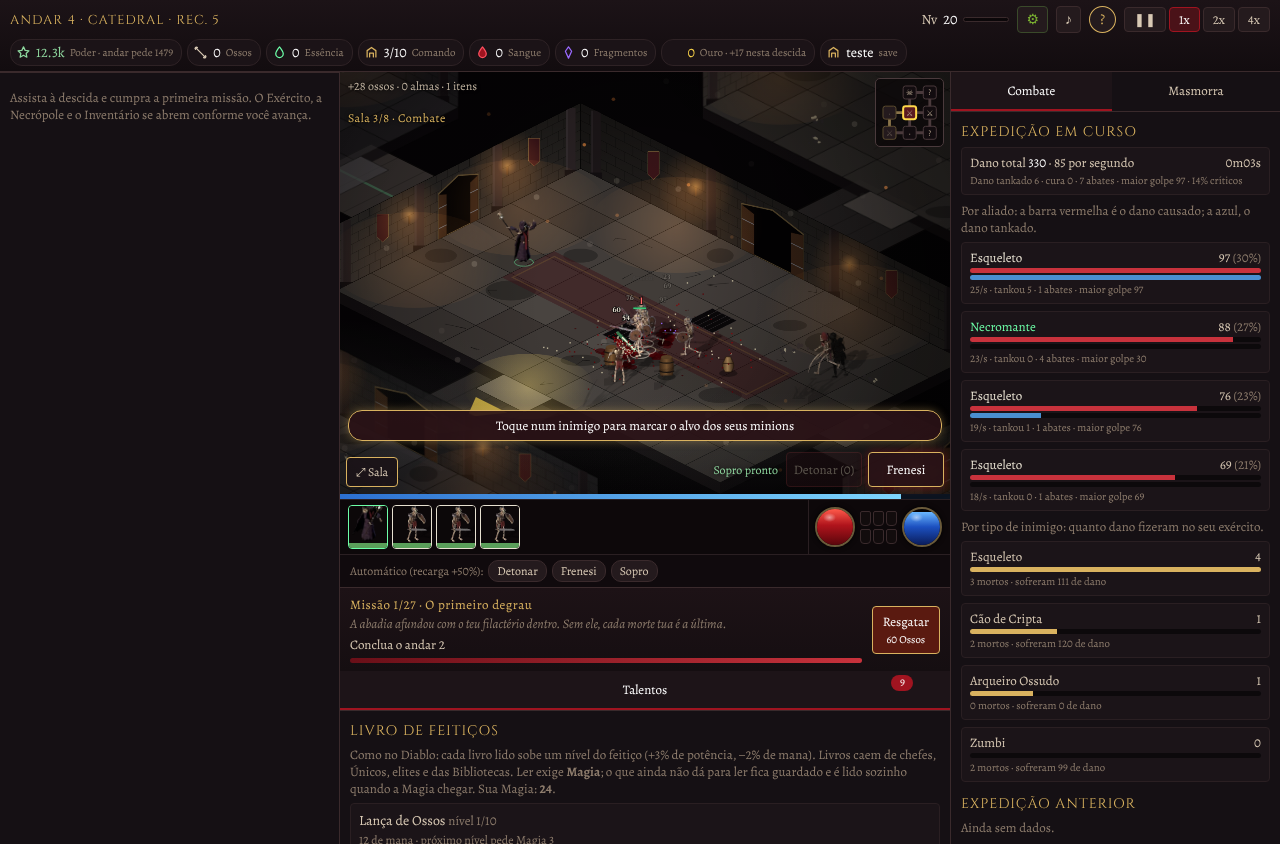 ANDAR 4 · CATEDRAL · REC. 5
Nv 20
?
1x
2x
4x
12.3k Poder · andar pede 1479
0 Ossos
0 Essência
3/10 Comando
0 Sangue
0 Fragmentos
0 Ouro · +17 nesta descida
teste save
Assista à descida e cumpra a primeira missão. O Exército, a
Necrópole e o Inventário se abrem conforme você avança.
+28 ossos · 0 almas · 1 itens
Sala 3/8 · Combate
60
Toque num inimigo para marcar o alvo dos seus minions
Sala
Sopro pronto
Detonar (0)
Frenesi
Automático (recarga +50%):
Detonar
Frenesi
Sopro
Missão 1/27 · O primeiro degrau
A abadia afundou com o teu filactério dentro. Sem ele, cada morte tua é a última.
Conclua o andar 2
Resgatar
60 Ossos
Talentos
9
LIVRO DE FEITIÇOS
Como no Diablo: cada livro lido sobe um nível do feitiço (+3% de potência, −2% de mana). Livros caem de chefes,
Únicos, elites e das Bibliotecas. Ler exige Magia; o que ainda não dá para ler fica guardado e é lido sozinho
quando a Magia chegar. Sua Magia: 24.
Lança de Ossos nível 1/10
12 de mana · próximo nível pede Magia 3
Combate
Masmorra
EXPEDIÇÃO EM CURSO
Dano total 330 · 85 por segundo
0m03s
Dano tankado 6 · cura 0 · 7 abates · maior golpe 97 · 14% críticos
Por aliado: a barra vermelha é o dano causado; a azul, o
dano tankado.
Esqueleto
97 (30%)
25/s · tankou 5 · 1 abates · maior golpe 97
Necromante
88 (27%)
23/s · tankou 0 · 4 abates · maior golpe 30
Esqueleto
76 (23%)
19/s · tankou 1 · 1 abates · maior golpe 76
Esqueleto
69 (21%)
18/s · tankou 0 · 1 abates · maior golpe 69
Por tipo de inimigo: quanto dano fizeram no seu exército.
Esqueleto
4
3 mortos · sofreram 111 de dano
Cão de Cripta
1
2 mortos · sofreram 120 de dano
Arqueiro Ossudo
1
0 mortos · sofreram 0 de dano
Zumbi
0
2 mortos · sofreram 99 de dano
EXPEDIÇÃO ANTERIOR
Ainda sem dados.